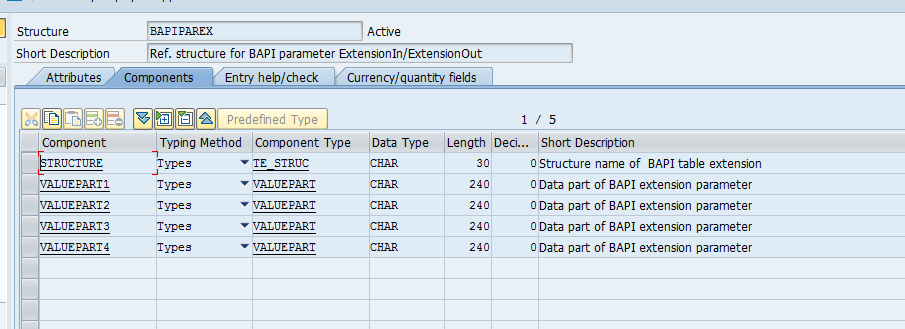 Structure BAPIPAREX Active
Short Description Ref. structure for BAPI parameter ExtensionIn/ExtensionOut
Attributes Components Entry help/check Currency/quantity fields
Predefined Type 1 / 5
Component Typing Method Component Type Data Type Length Deci... Short Description
STRUCTURE Types TE_STRUC CHAR 30 0 Structure name of BAPI table extension
VALUEPART1 Types VALUEPART CHAR 240 0 Data part of BAPI extension parameter
VALUEPART2 Types VALUEPART CHAR 240 0 Data part of BAPI extension parameter
VALUEPART3 Types VALUEPART CHAR 240 0 Data part of BAPI extension parameter
VALUEPART4 Types VALUEPART CHAR 240 0 Data part of BAPI extension parameter